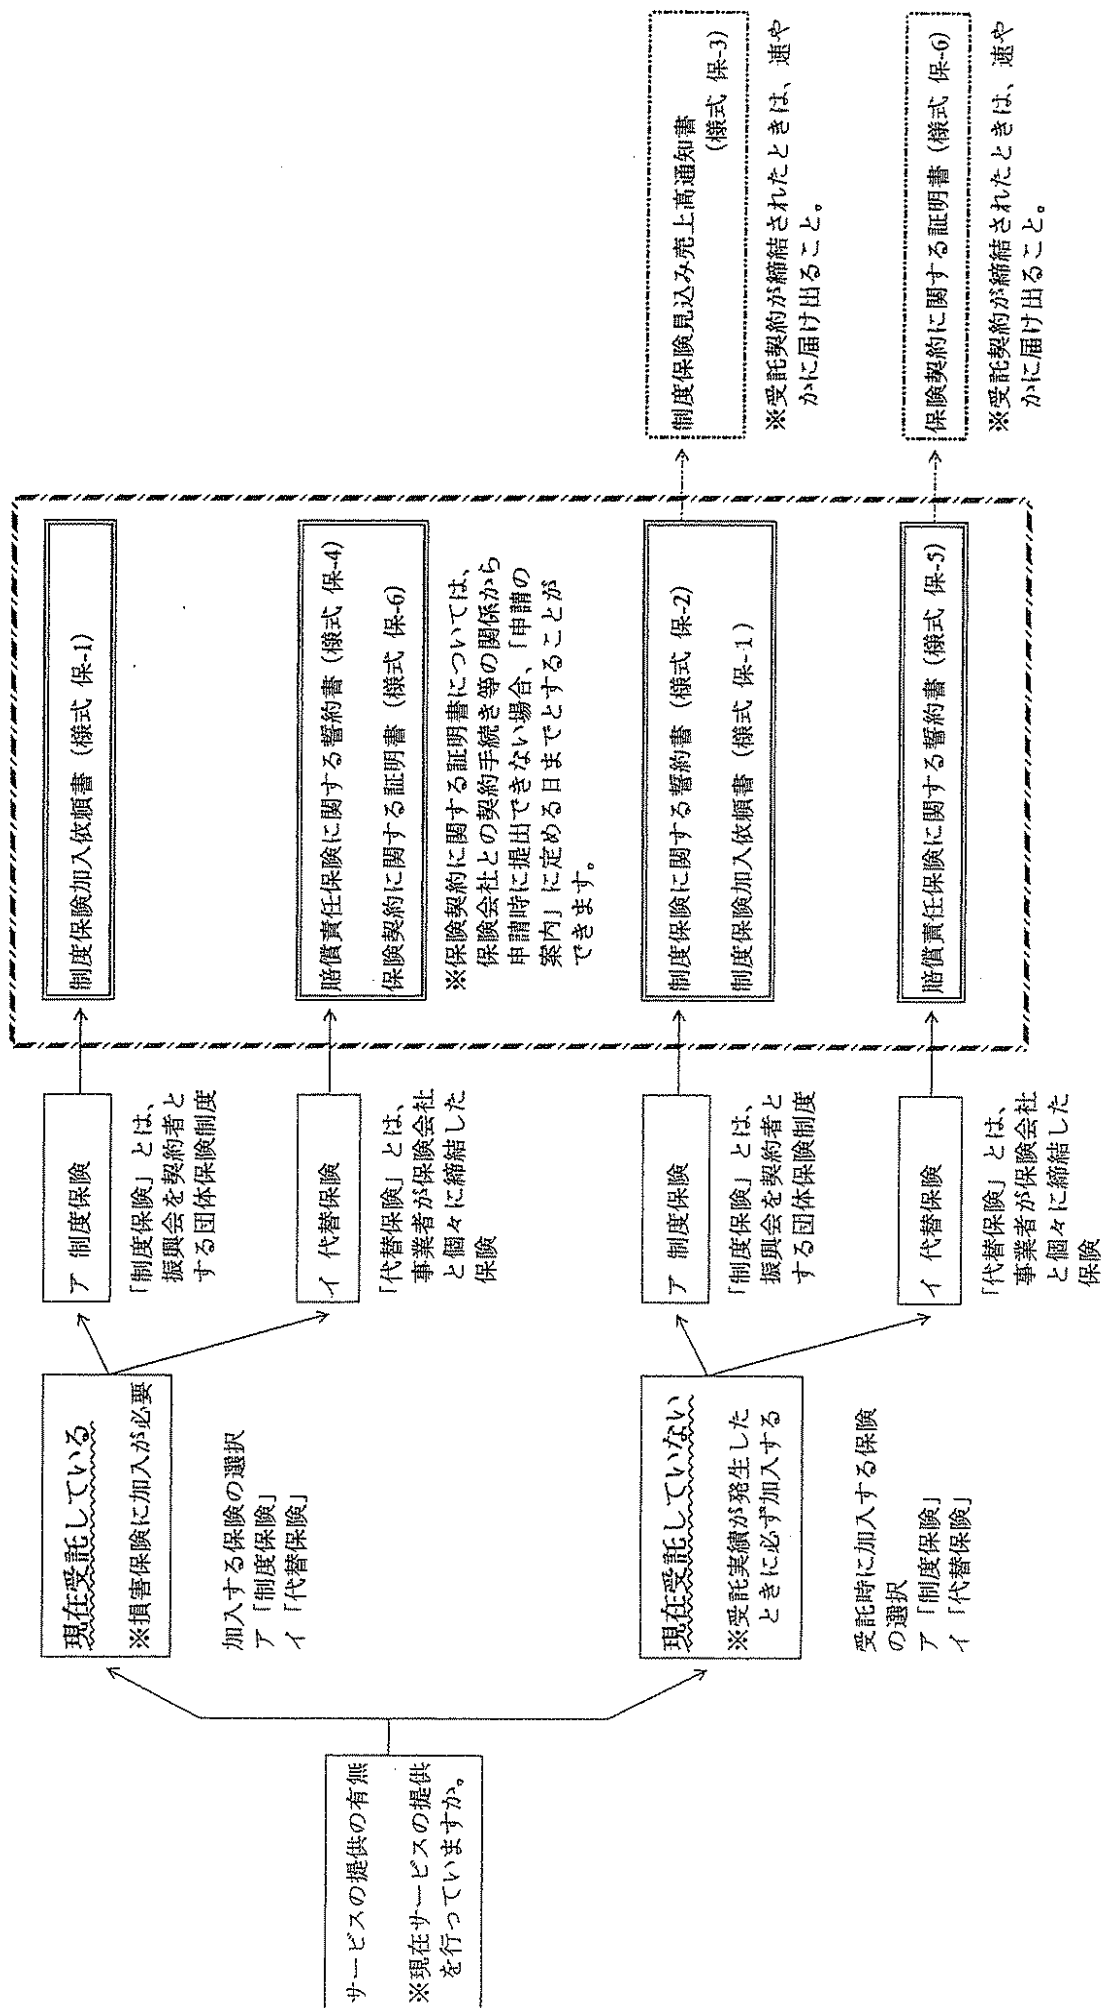 サービスの提供の有無
※現在サービスの提供
を行っていますか。
現在受託している
※損害保険に加入が必要
加入する保険の選択
ア「制度保険」
イ「代替保険」
ア 制度保険
「制度保険」とは、
振興会を契約者と
する団体保険制度
制度保険加入依頼書（様式 保-1）
イ 代替保険
「代替保険」とは、
事業者が保険会社
と個々に締結した
保険
賠償責任保険に関する誓約書（様式 保-4）
保険契約に関する証明書（様式 保-6）
※保険契約に関する証明書については、
保険会社との契約手続き等の関係から
申請時に提出できない場合、「申請の
案内」に定める日までとすることが
できます。
現在受託していない
※受託実績が発生した
ときに必ず加入する
受託時に加入する保険
の選択
ア「制度保険」
イ「代替保険」
ア 制度保険
「制度保険」とは、
振興会を契約者と
する団体保険制度
制度保険に関する誓約書（様式 保-2）
制度保険加入依頼書（様式 保-1）
制度保険見込み売上高通知書
（様式 保-3）
※受託契約が締結されたときは、速や
かに届け出ること。
イ 代替保険
「代替保険」とは、
事業者が保険会社
と個々に締結した
保険
賠償責任保険に関する誓約書（様式 保-5）
保険契約に関する証明書（様式 保-6）
※受託契約が締結されたときは、速や
かに届け出ること。